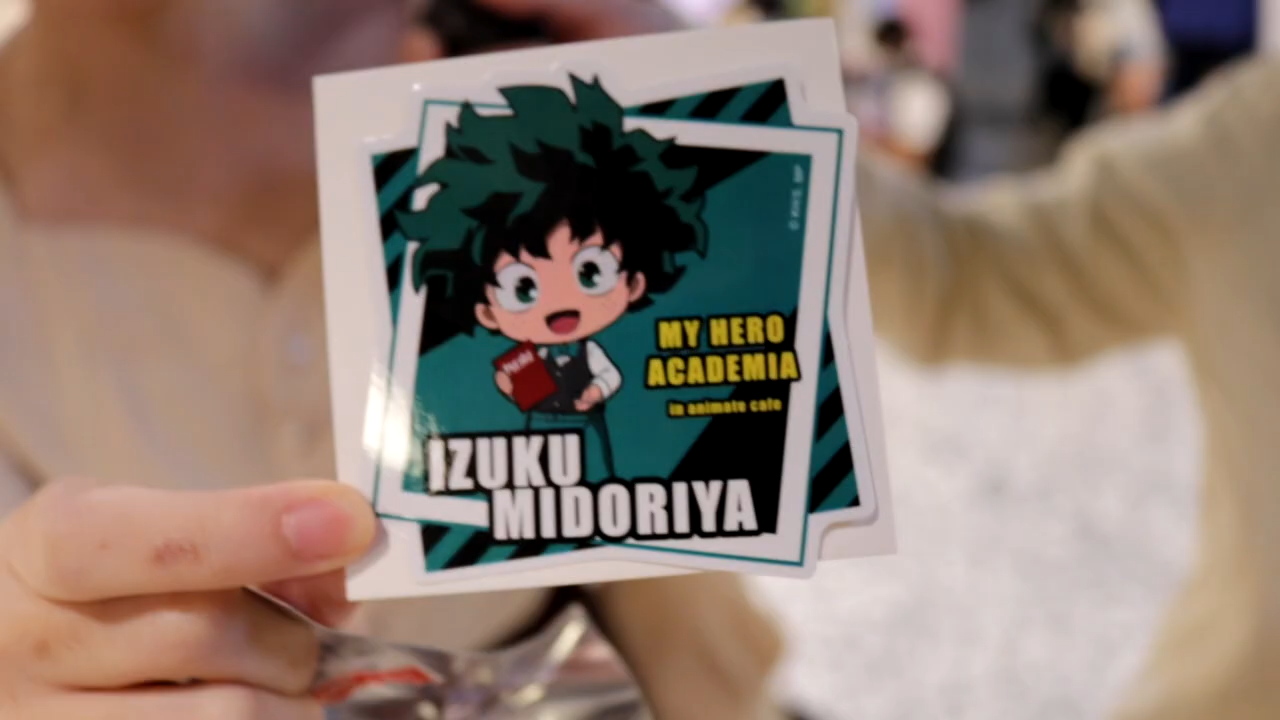 MY HERO
ACADEMIA
in animate cafe
IZUKU
MIDORIYA